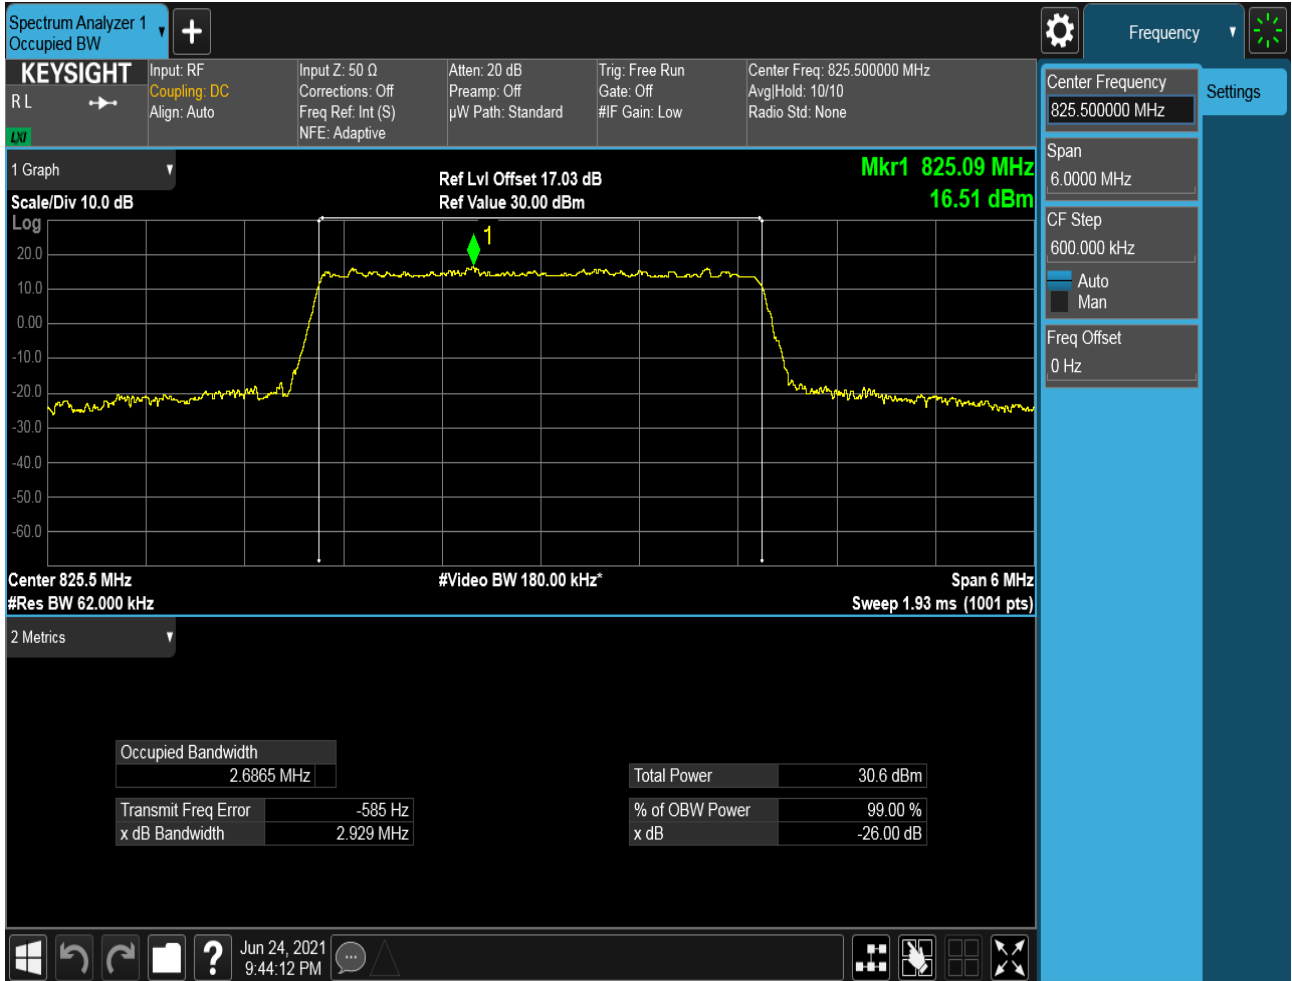 Spectrum Analyzer 1
Occupied BW
Frequency
KEYSIGHT
R L
LXI
Input: RF
Coupling: DC
Align: Auto
Input Z: 50 Ω
Corrections: Off
Freq Ref: Int (S)
NFE: Adaptive
Atten: 20 dB
Preamp: Off
µW Path: Standard
Trig: Free Run
Gate: Off
#IF Gain: Low
Center Freq: 825.500000 MHz
Avg|Hold: 10/10
Radio Std: None
Center Frequency
825.500000 MHz
Settings
Span
6.0000 MHz
CF Step
600.000 kHz
Auto
Man
Freq Offset
0 Hz
1 Graph
Scale/Div 10.0 dB
Ref Lvl Offset 17.03 dB
Ref Value 30.00 dBm
Mkr1 825.09 MHz
16.51 dBm
Log
1
20.0
10.0
0.00
-10.0
-20.0
-30.0
-40.0
-50.0
-60.0
Center 825.5 MHz
#Video BW 180.00 kHz*
Span 6 MHz
#Res BW 62.000 kHz
Sweep 1.93 ms (1001 pts)
2 Metrics
Occupied Bandwidth
2.6865 MHz
Total Power 30.6 dBm
Transmit Freq Error -585 Hz
% of OBW Power 99.00 %
x dB Bandwidth 2.929 MHz
x dB -26.00 dB
?
Jun 24, 2021
9:44:12 PM